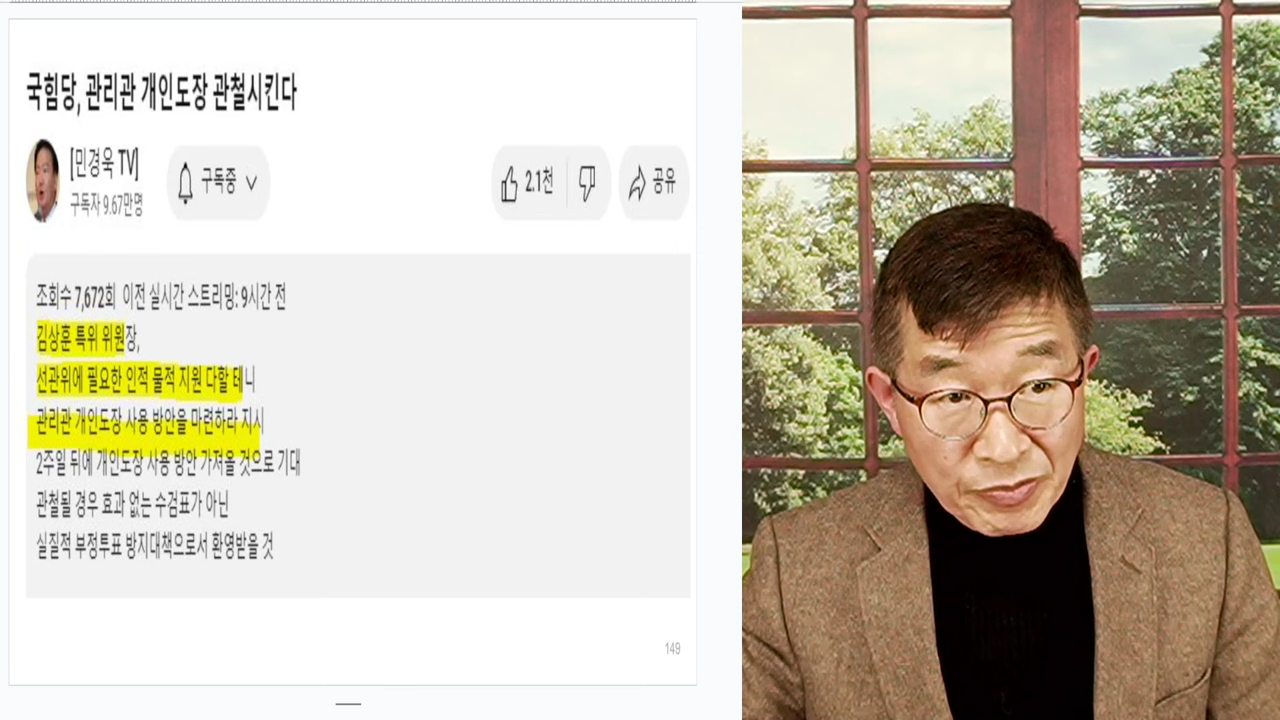 국힘당, 관리관 개인도장 관철시킨다
[민경욱 TV]
구독자 9.67만명
구독중
2.1천
공유
조회수 7,672회 이전 실시간 스트리밍: 9시간 전
김상훈 특위 위원장,
선관위에 필요한 인적 물적 지원 다할 테니
관리관 개인도장 사용 방안을 마련하라 지시
2주일 뒤에 개인도장 사용 방안 가져올 것으로 기대
관철될 경우 효과 없는 수검표가 아닌
실질적 부정투표 방지대책으로서 환영받을 것
149